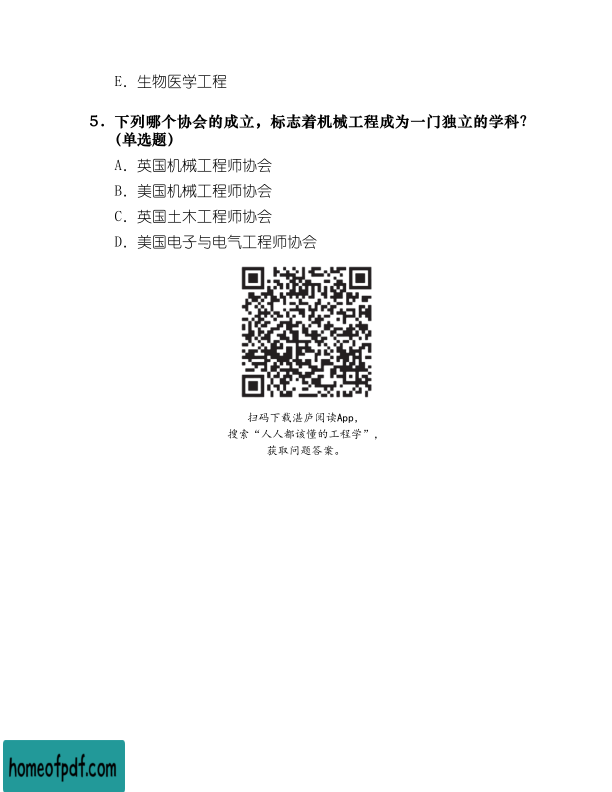 E. 生物医学工程
5. 下列哪个协会的成立，标志着机械工程成为一门独立的学科？
(单选题)
A. 英国机械工程师协会
B. 美国机械工程师协会
C. 英国土木工程师协会
D. 美国电子与电气工程师协会
扫码下载湛庐阅读App，
搜索“人人都该懂的工程学”，
获取问题答案。
homeofpdf.com